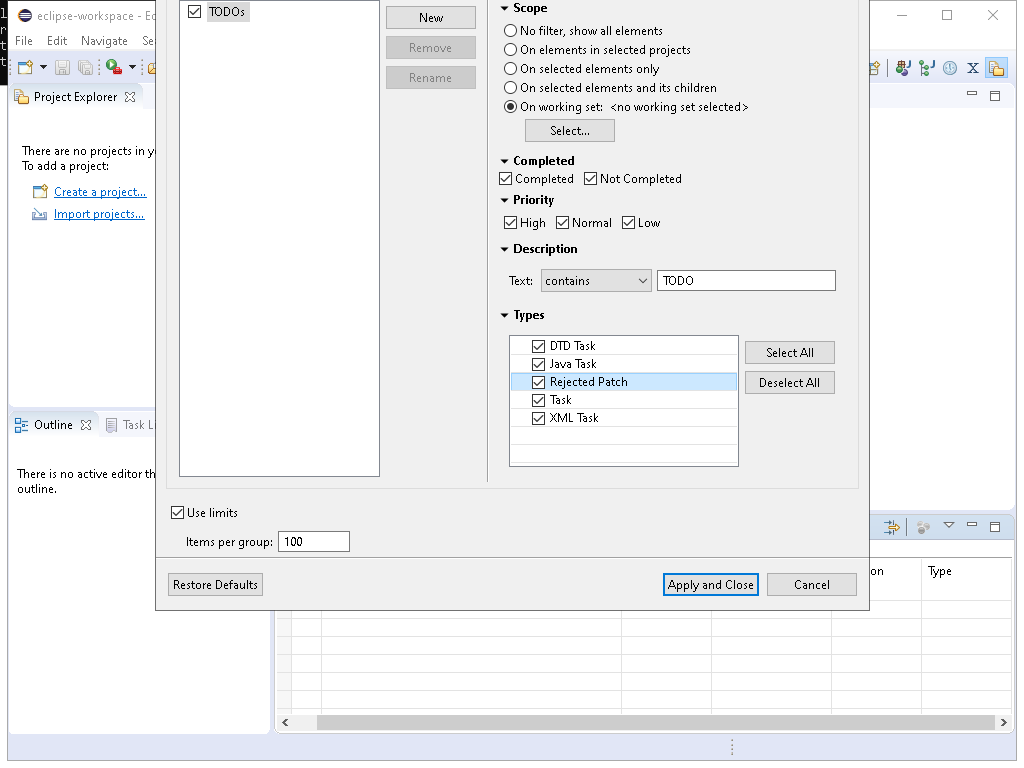 eclipse-workspace - Ec
File Edit Navigate Se
Project Explorer
There are no projects in y
To add a project:
Create a project...
Import projects...
Outline
Task Li
There is no active editor th
outline.
TODOs
New
Remove
Rename
Scope
No filter, show all elements
On elements in selected projects
On selected elements only
On selected elements and its children
On working set: <no working set selected>
Select...
Completed
Completed Not Completed
Priority
High Normal Low
Description
Text: contains TODO
Types
DTD Task
Java Task
Rejected Patch
Task
XML Task
Select All
Deselect All
Use limits
Items per group: 100
Restore Defaults
Apply and Close
Cancel
on
Type